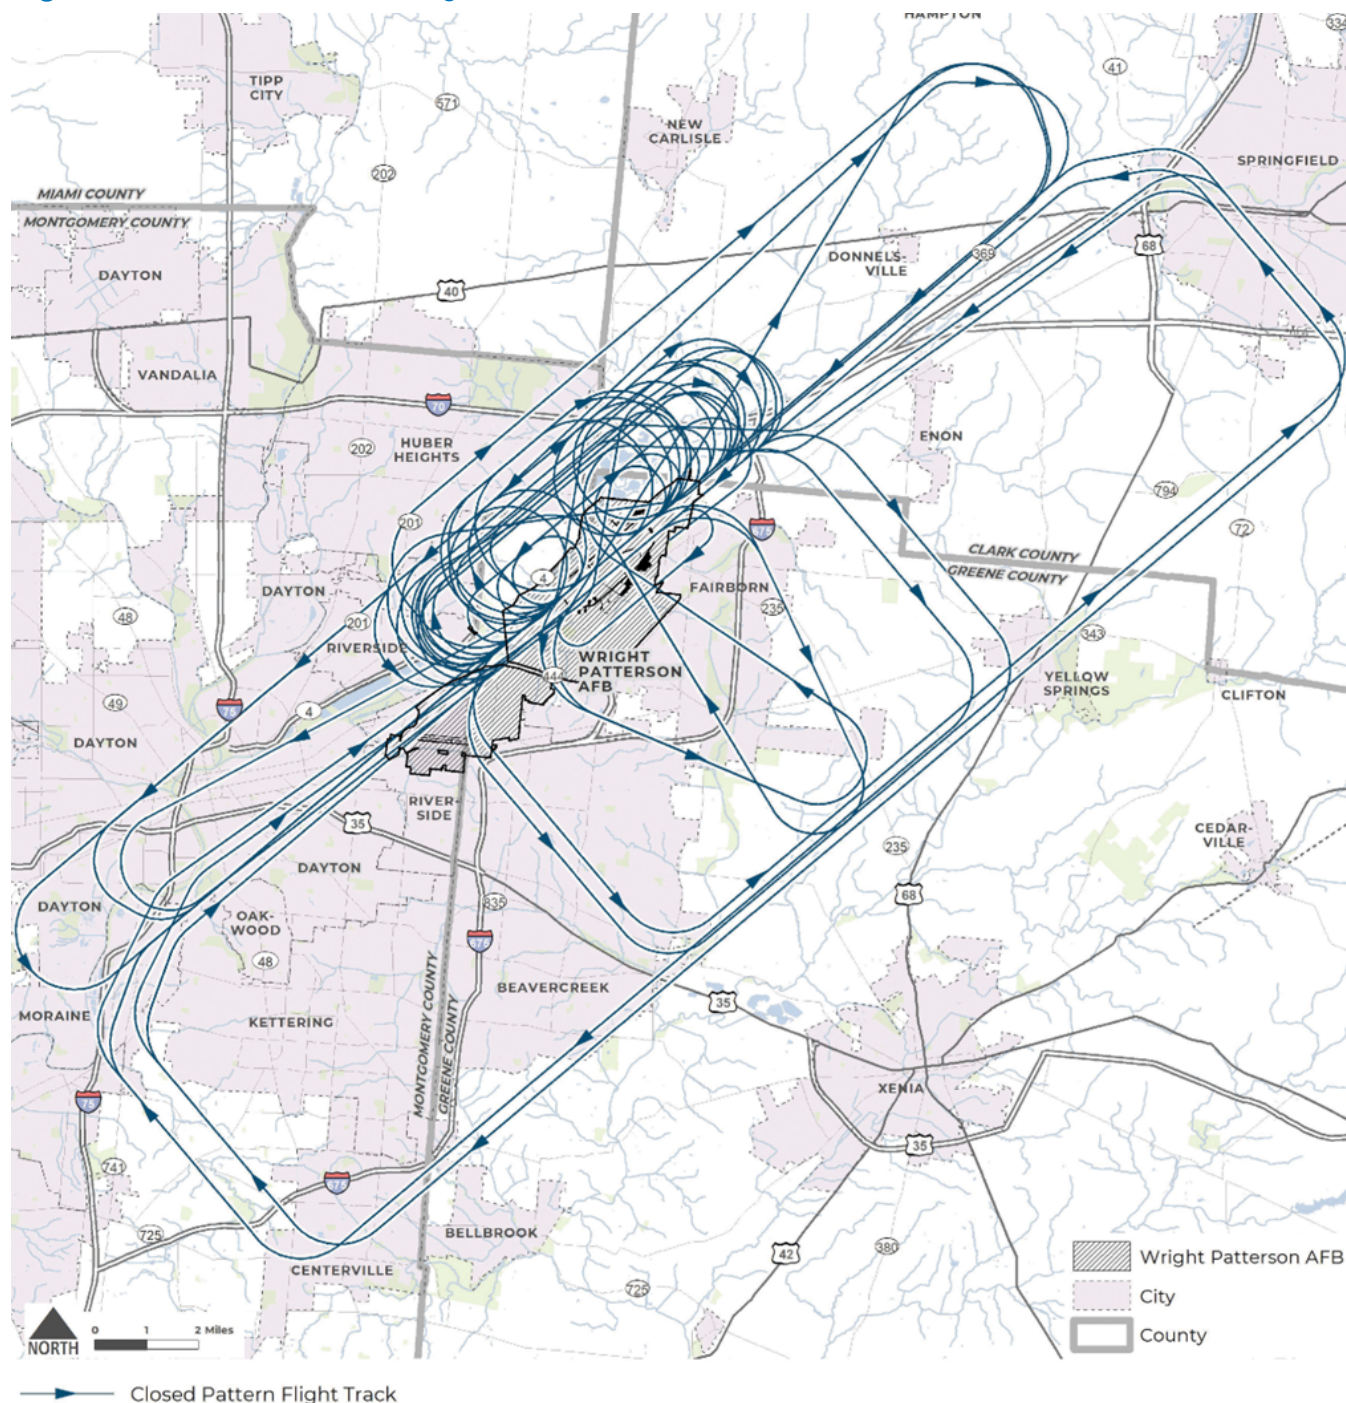 HAMPTON
334
TIPP
CITY
41
571
NEW
CARLISLE
202
SPRINGFIELD
MIAMI COUNTY
MONTGOMERY COUNTY
68
369
DONNELS-
VILLE
DAYTON
40
VANDALIA
70
HUBER
HEIGHTS
202
ENON
794
201
72
CLARK COUNTY
GREENE COUNTY
4
FAIRBORN
DAYTON
235
48
201
343
RIVERSIDE
WRIGHT
PATTERSON
AFB
444
YELLOW
SPRINGS
CLIFTON
49
75
4
DAYTON
RIVER-
SIDE
35
CEDAR-
VILLE
235
DAYTON
68
835
DAYTON
OAK-
WOOD
48
BEAVERCREEK
35
MORAINE
KETTERING
MONTGOMERY COUNTY
GREENE COUNTY
XENIA
75
35
741
725
BELLBROOK
CENTERVILLE
42
380
725
Wright Patterson AFB
City
County
NORTH
0 1 2 Miles
Closed Pattern Flight Track